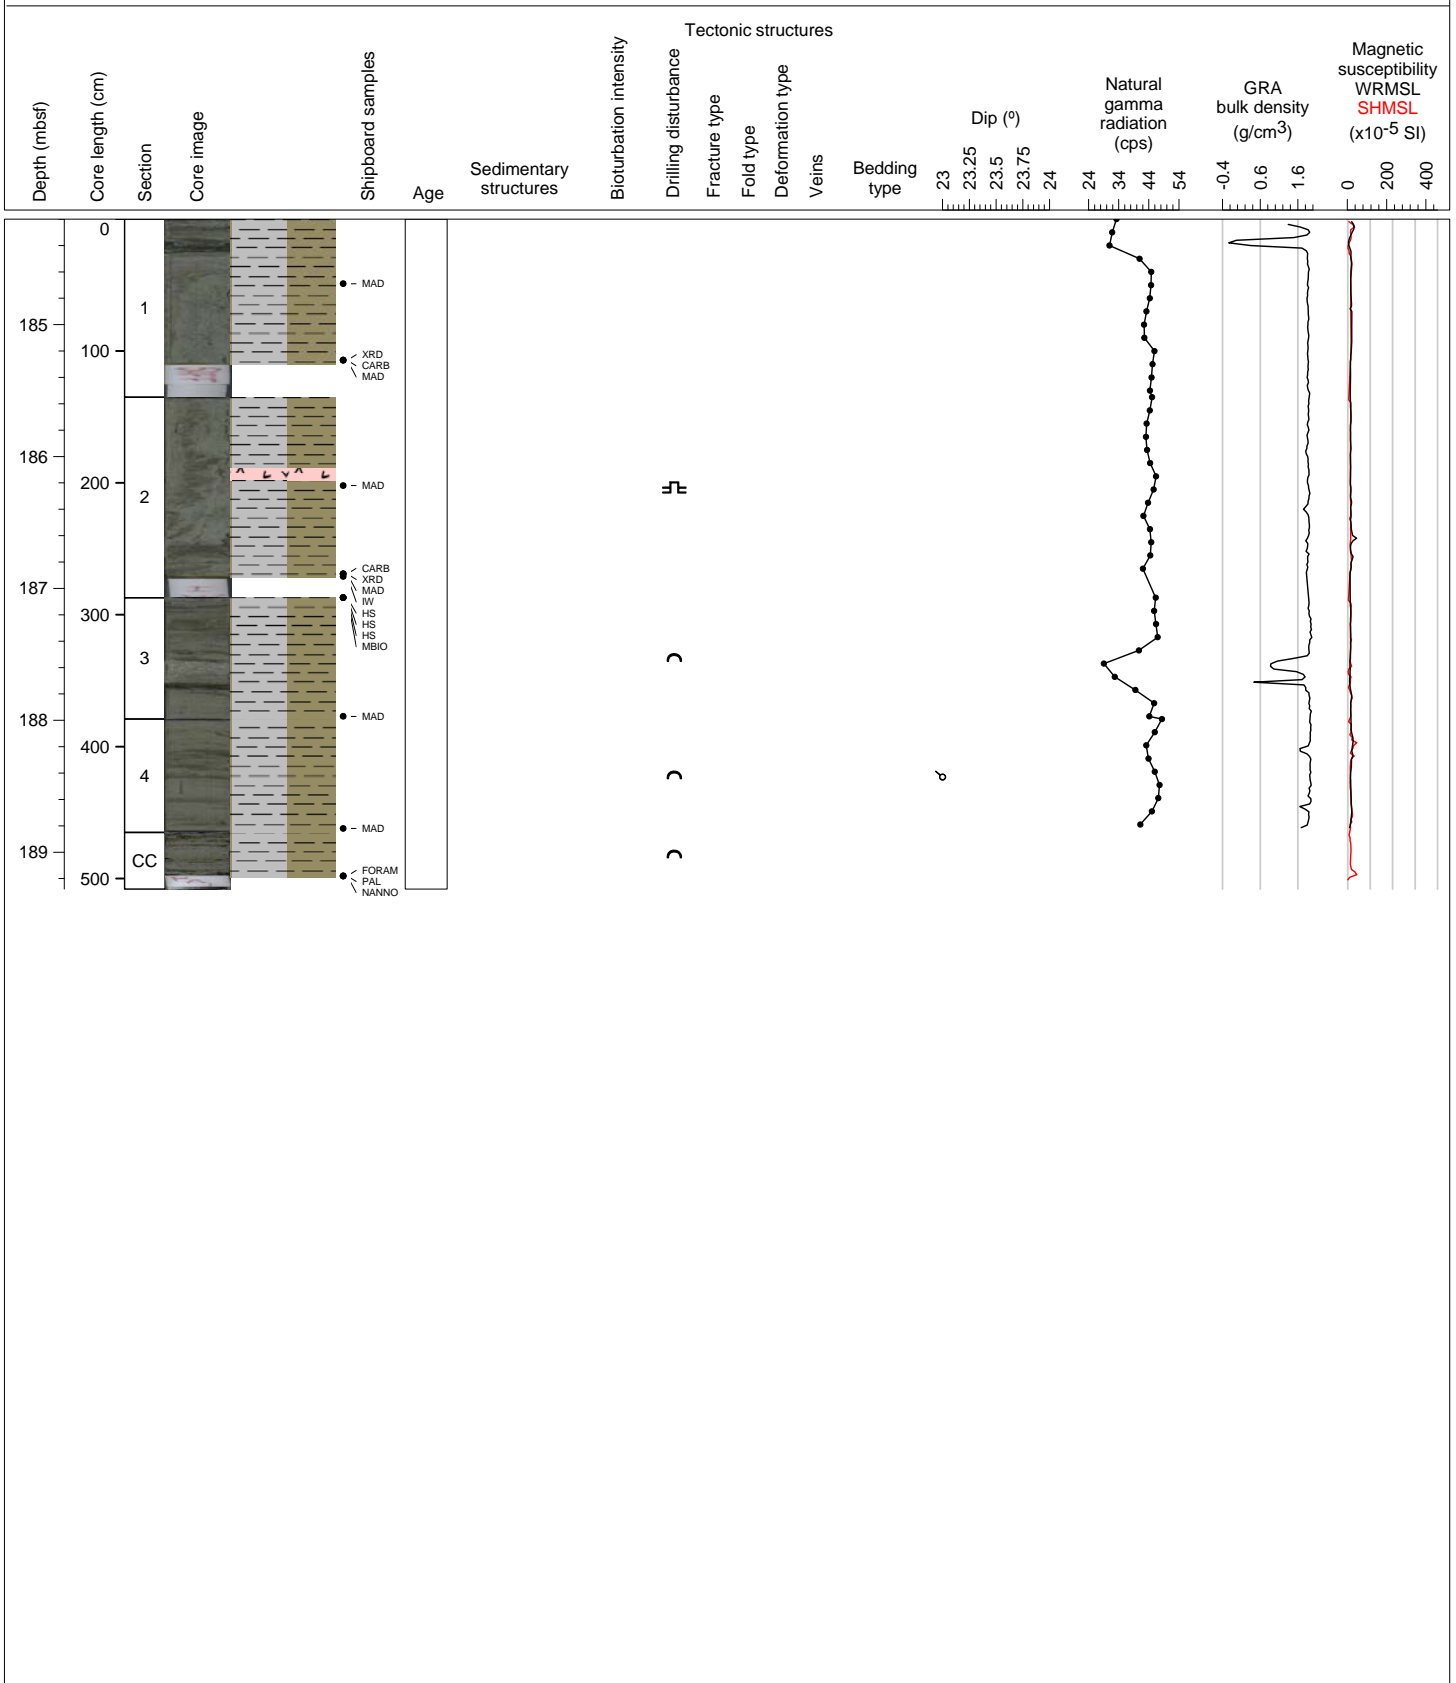 Tectonic structures
Depth (mbsf)
Core length (cm)
Section
Core image
Shipboard samples
Age
Sedimentary
structures
Bioturbation intensity
Drilling disturbance
Fracture type
Fold type
Deformation type
Veins
Bedding
type
Dip (º)
23
23.25
23.5
23.75
24
Natural
gamma
radiation
(cps)
24
34
44
54
GRA
bulk density
(g/cm3)
-0.4
0.6
1.6
Magnetic
susceptibility
WRMSL
SHMSL
(x10-5 SI)
0
200
400
0
MAD
1
185
100
XRD
CARB
MAD
186
200
2
MAD
CARB
XRD
MAD
IW
HS
HS
HS
MBIO
187
300
3
188
MAD
400
4
MAD
189
CC
500
FORAM
PAL
NANNO